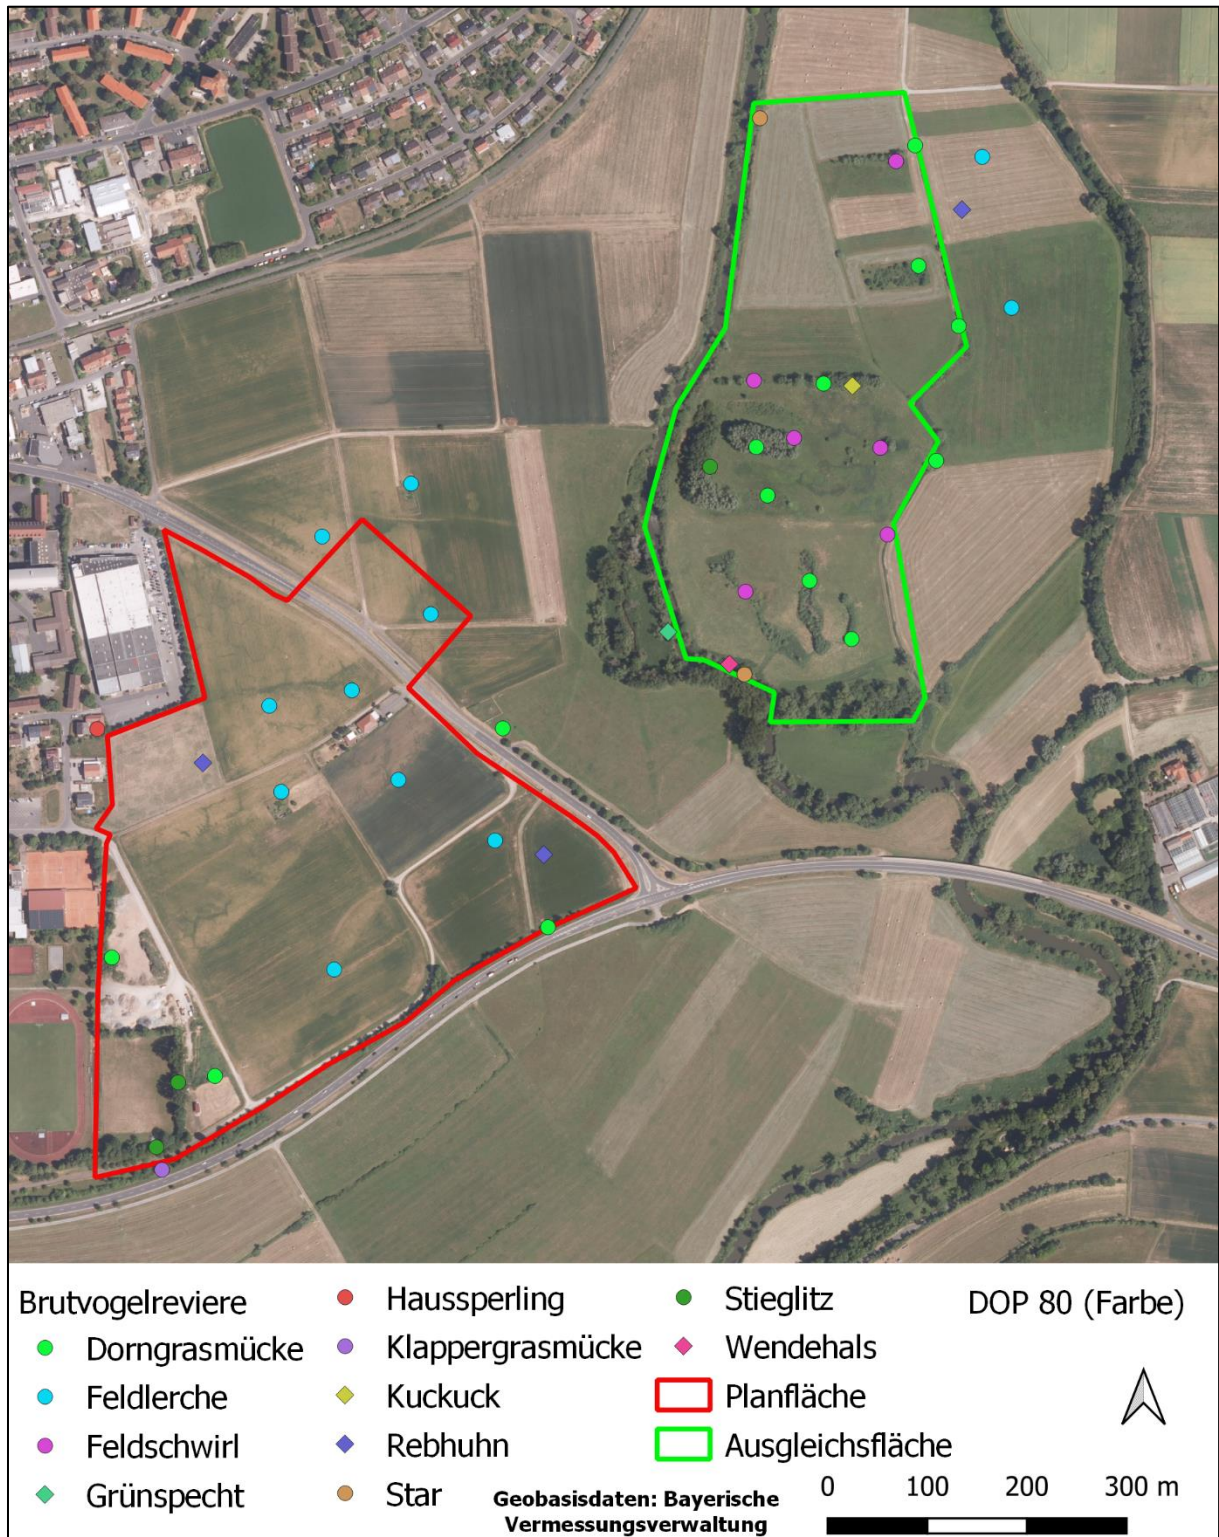 Brutvogelreviere
Dorngrasmücke
Feldlerche
Feldschwirl
Grünspecht
Haussperling
Klappergrasmücke
Kuckuck
Rebhuhn
Star
Stieglitz
Wendehals
Planfläche
Ausgleichsfläche
DOP 80 (Farbe)
Geobasisdaten: Bayerische
Vermessungsverwaltung
0 100 200 300 m